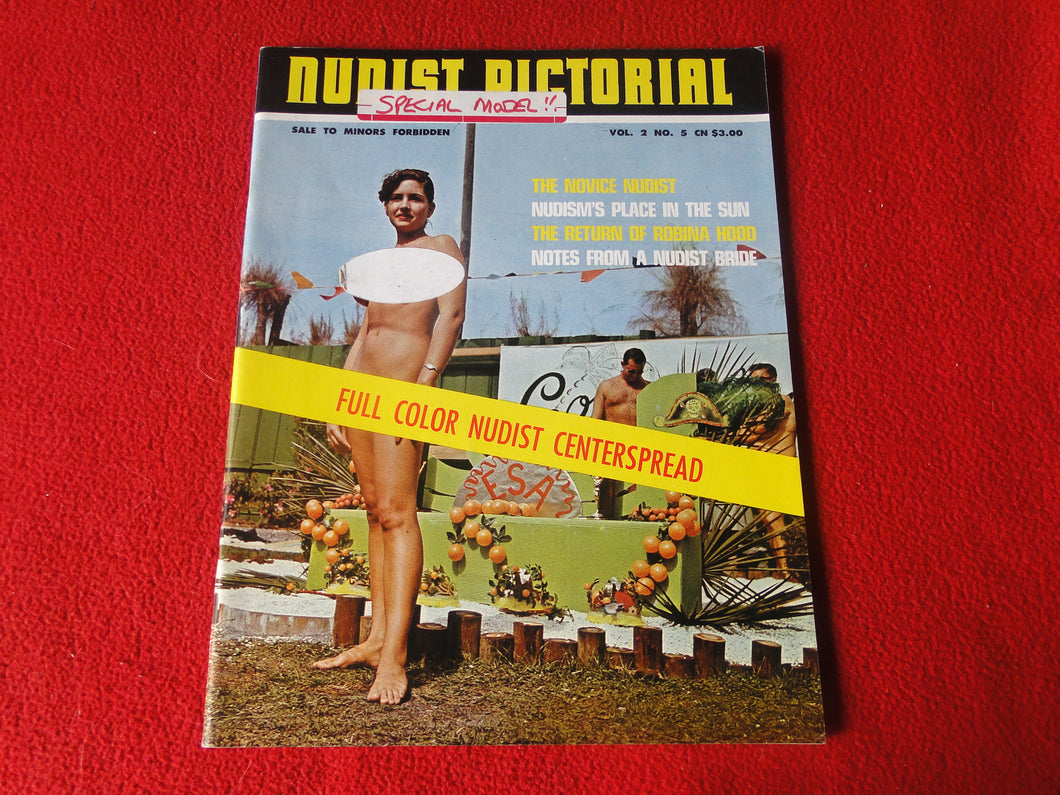 NUDIST PICTORIAL
SPECIAL MODEL!!
SALE TO MINORS FORBIDDEN
VOL. 2 NO. 5 CN $3.00
THE NOVICE NUDIST
NUDISM'S PLACE IN THE SUN
THE RETURN OF ROBINA HOOD
NOTES FROM A NUDIST BRIDE
FULL COLOR NUDIST CENTERSPREAD
ESA